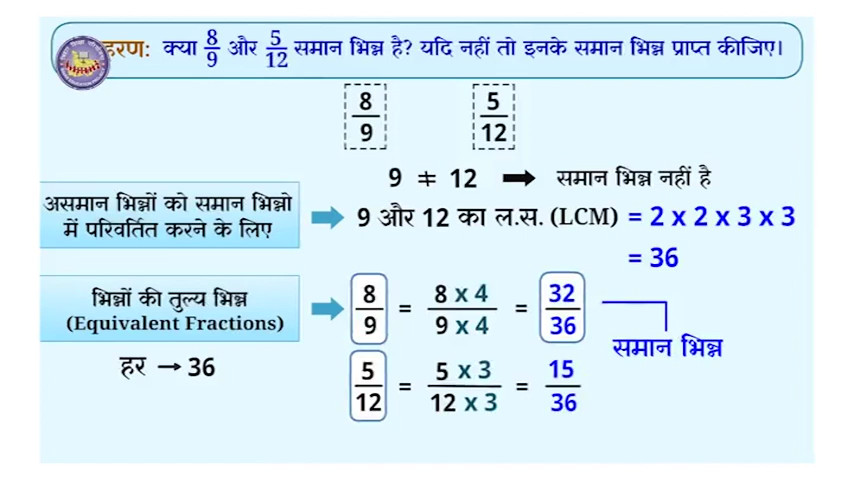 हरण: क्या 8/9 और 5/12 समान भिन्न है? यदि नहीं तो इनके समान भिन्न प्राप्त कीजिए।
8/9 5/12
9 ≠ 12 → समान भिन्न नहीं है
असमान भिन्नों को समान भिन्नो
में परिवर्तित करने के लिए
9 और 12 का ल.स. (LCM) = 2 x 2 x 3 x 3
= 36
भिन्नों की तुल्य भिन्न
(Equivalent Fractions)
8/9 = 8 x 4/9 x 4 = 32/36
समान भिन्न
हर → 36
5/12 = 5 x 3/12 x 3 = 15/36